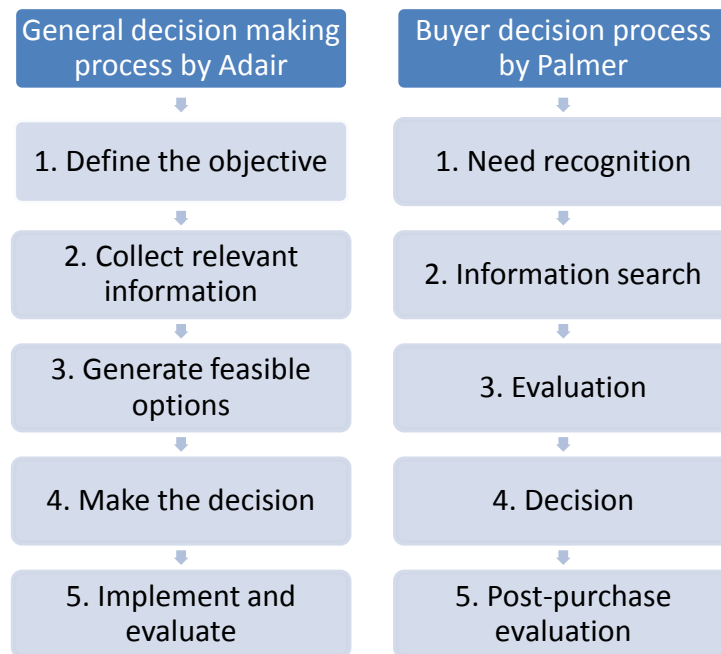 General decision making
process by Adair
1. Define the objective
2. Collect relevant
information
3. Generate feasible
options
4. Make the decision
5. Implement and
evaluate
Buyer decision process
by Palmer
1. Need recognition
2. Information search
3. Evaluation
4. Decision
5. Post-purchase
evaluation